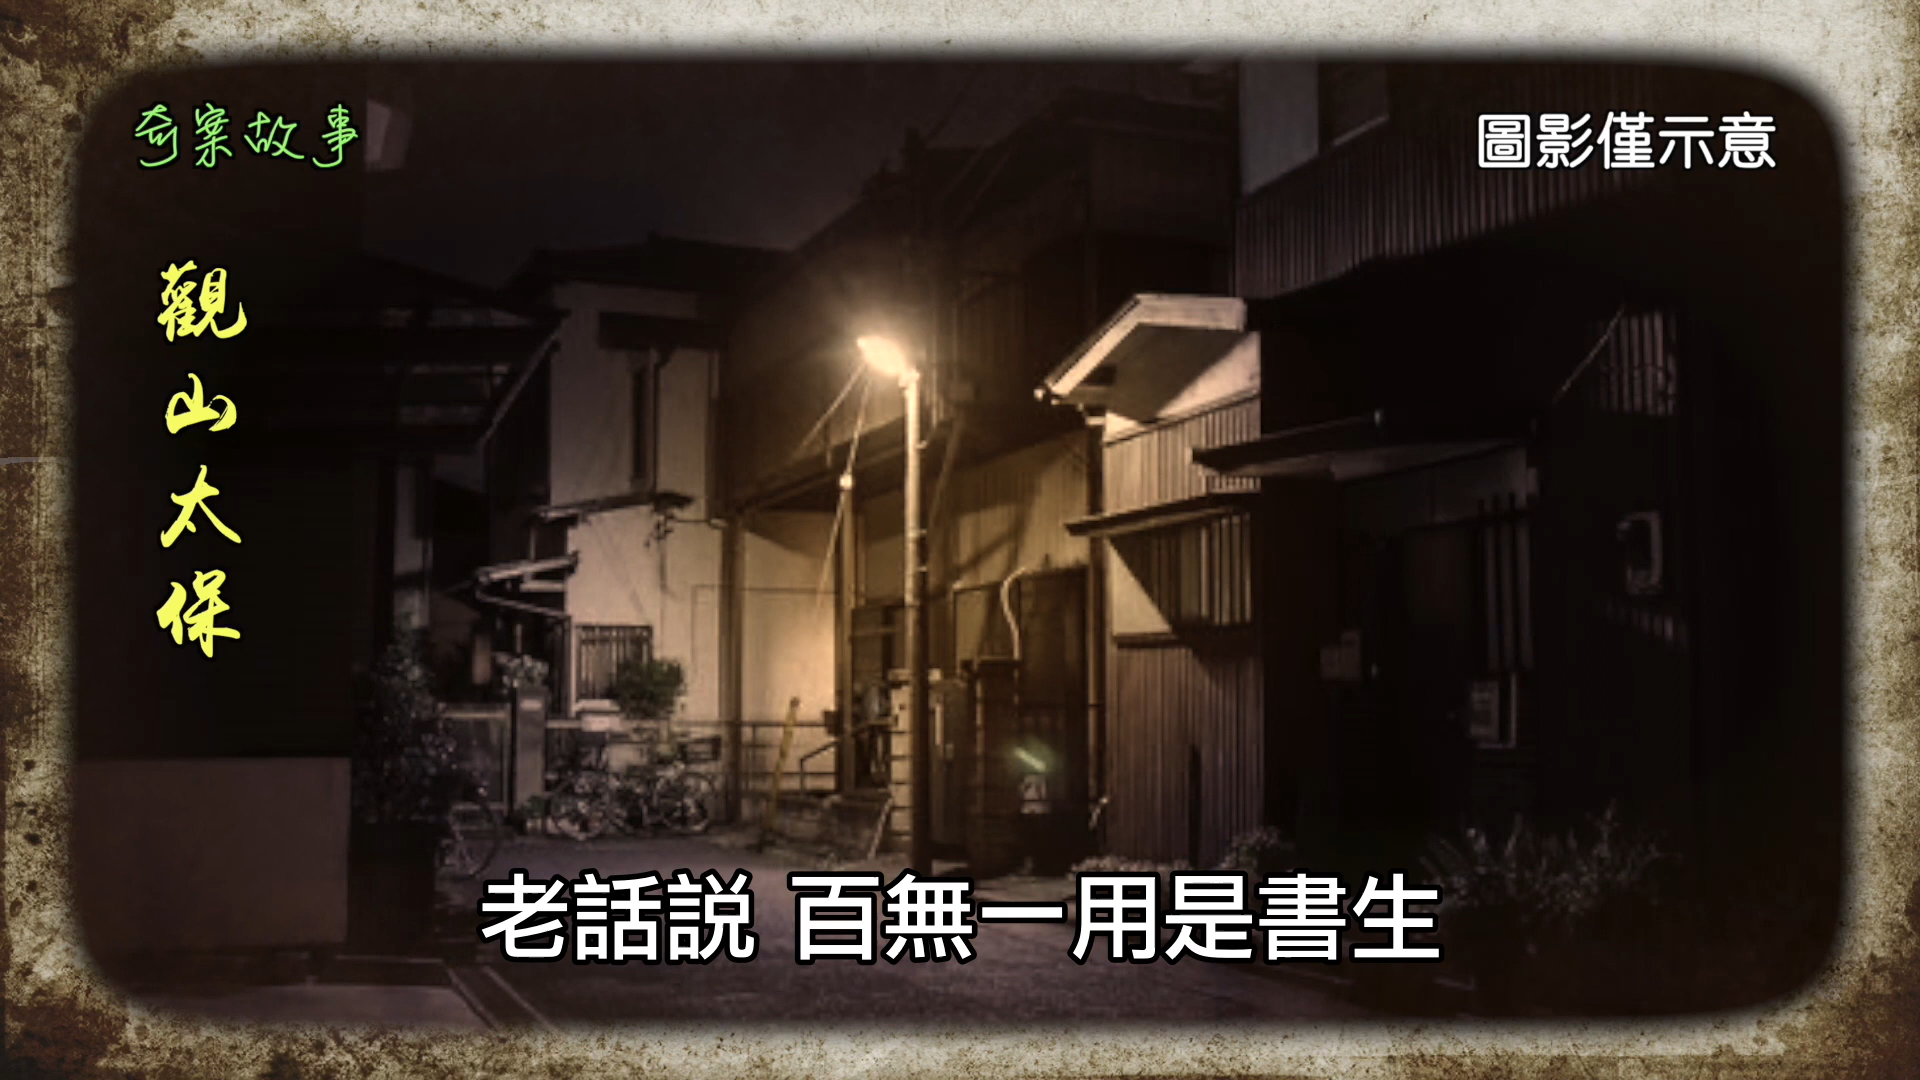 奇案故事
圖影僅示意
觀山太保
老話説 百無一用是書生